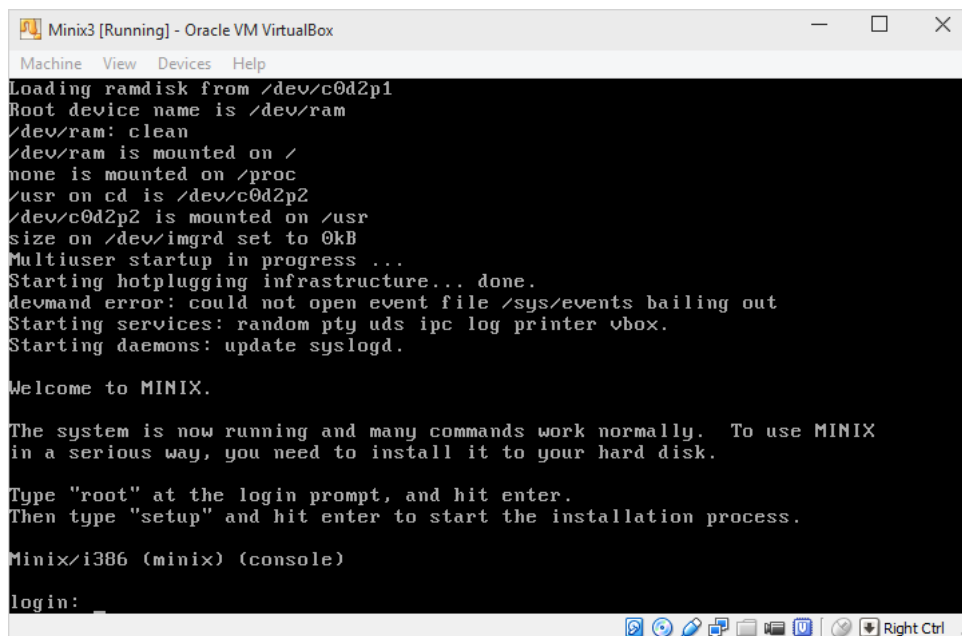 Minix3 [Running] - Oracle VM VirtualBox
Machine View Devices Help
Loading ramdisk from /dev/c0d2p1
Root device name is /dev/ram
/dev/ram: clean
/dev/ram is mounted on /
none is mounted on /proc
/usr on cd is /dev/c0d2p2
/dev/c0d2p2 is mounted on /usr
size on /dev/imgrd set to 0kB
Multiuser startup in progress ...
Starting hotplugging infrastructure... done.
devmand error: could not open event file /sys/events bailing out
Starting services: random pty uds ipc log printer vbox.
Starting daemons: update syslogd.
Welcome to MINIX.
The system is now running and many commands work normally.  To use MINIX
in a serious way, you need to install it to your hard disk.
Type "root" at the login prompt, and hit enter.
Then type "setup" and hit enter to start the installation process.
Minix/i386 (minix) (console)
login: _
Right Ctrl